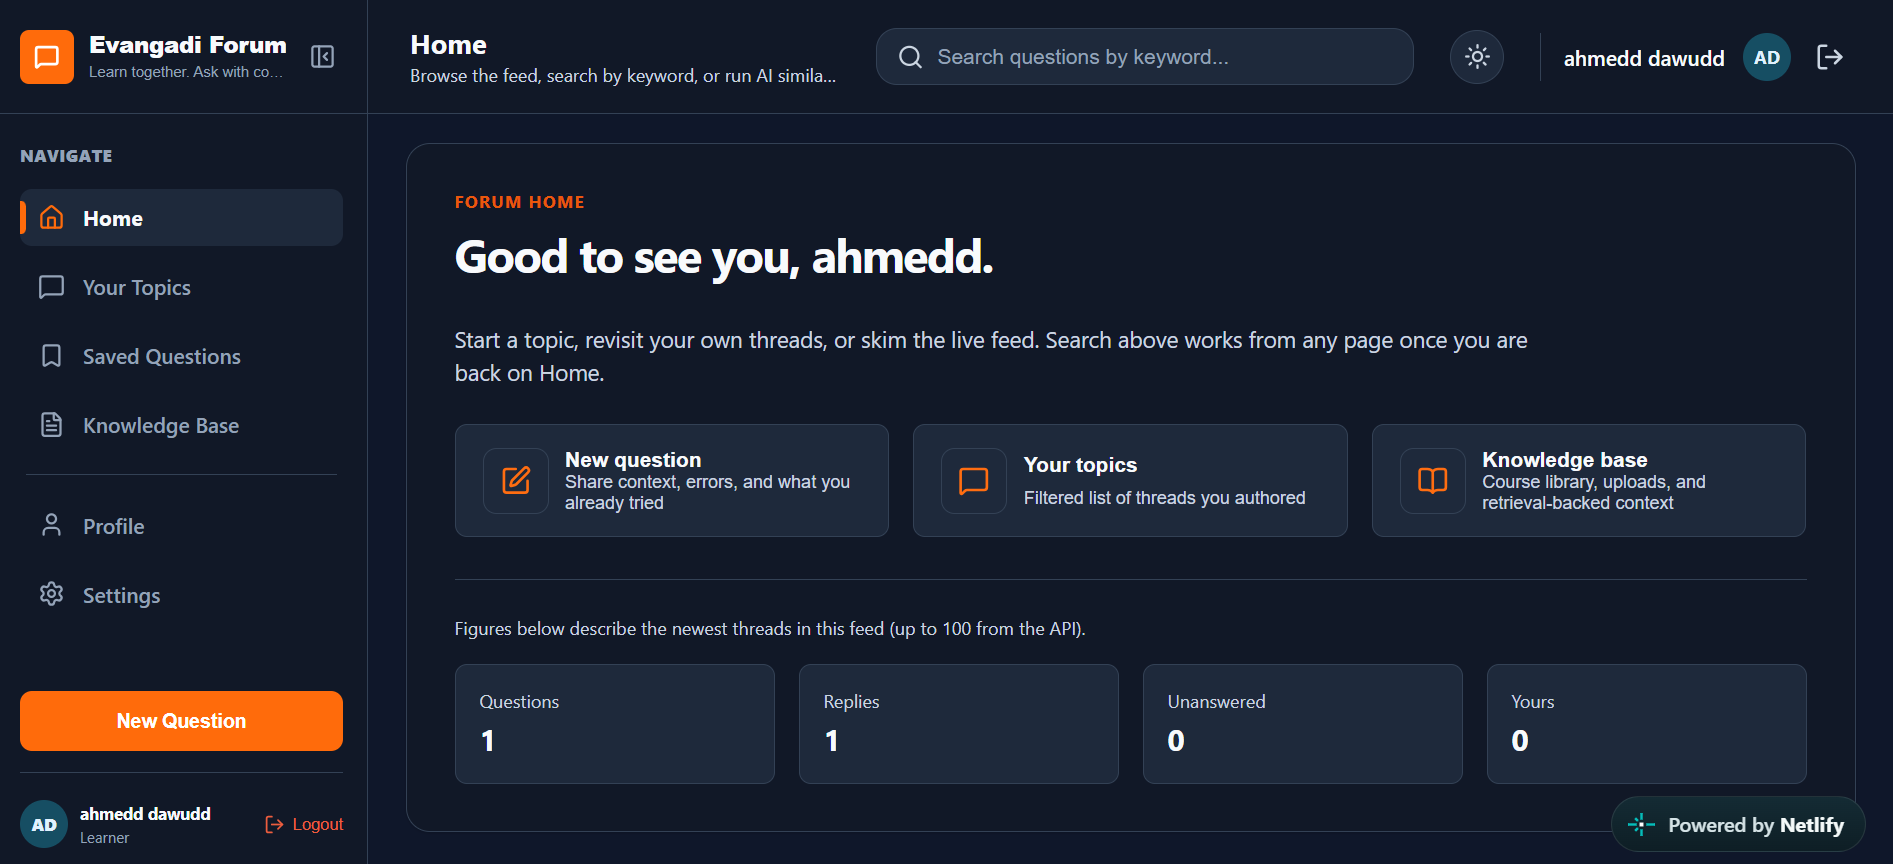 Evangadi Forum
Learn together. Ask with co...
Home
Browse the feed, search by keyword, or run AI simila...
Search questions by keyword...
ahmedd dawudd
AD
NAVIGATE
Home
Your Topics
Saved Questions
Knowledge Base
Profile
Settings
New Question
AD
ahmedd dawudd
Learner
Logout
FORUM HOME
Good to see you, ahmedd.
Start a topic, revisit your own threads, or skim the live feed. Search above works from any page once you are
back on Home.
New question
Share context, errors, and what you
already tried
Your topics
Filtered list of threads you authored
Knowledge base
Course library, uploads, and
retrieval-backed context
Figures below describe the newest threads in this feed (up to 100 from the API).
Questions
1
Replies
1
Unanswered
0
Yours
0
Powered by Netlify